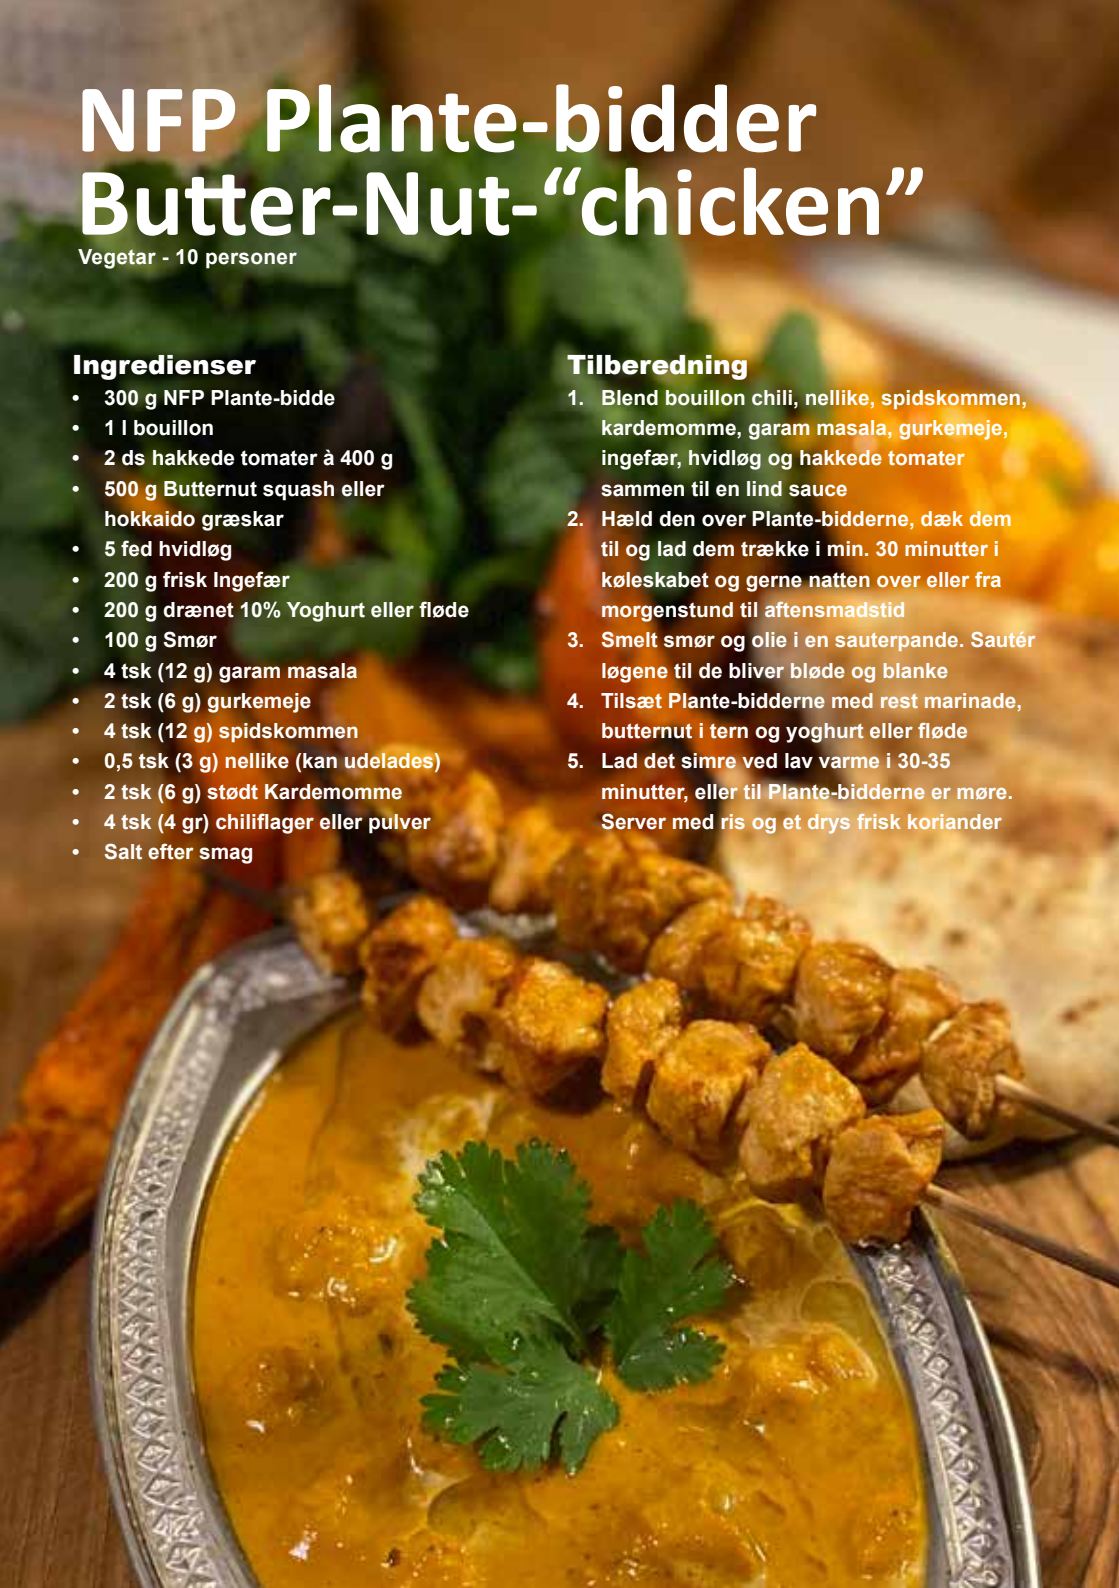 NFP Plante-bidder
Butter-Nut-“chicken”
Vegetar - 10 personer
Ingredienser
• 300 g NFP Plante-bidde
• 1 l bouillon
• 2 ds hakkede tomater à 400 g
• 500 g Butternut squash eller
hokkaido græskar
• 5 fed hvidløg
• 200 g frisk Ingefær
• 200 g drænet 10% Yoghurt eller fløde
• 100 g Smør
• 4 tsk (12 g) garam masala
• 2 tsk (6 g) gurkemeje
• 4 tsk (12 g) spidskommen
• 0,5 tsk (3 g) nellike (kan udelades)
• 2 tsk (6 g) stødt Kardemomme
• 4 tsk (4 gr) chiliflager eller pulver
• Salt efter smag
Tilberedning
1. Blend bouillon chili, nellike, spidskommen,
kardemomme, garam masala, gurkemeje,
ingefær, hvidløg og hakkede tomater
sammen til en lind sauce
2. Hæld den over Plante-bidderne, dæk dem
til og lad dem trække i min. 30 minutter i
køleskabet og gerne natten over eller fra
morgenstund til aftensmadstid
3. Smelt smør og olie i en sauterpande. Sautér
løgene til de bliver bløde og blanke
4. Tilsæt Plante-bidderne med rest marinade,
butternut i tern og yoghurt eller fløde
5. Lad det simre ved lav varme i 30-35
minutter, eller til Plante-bidderne er møre.
Server med ris og et drys frisk koriander